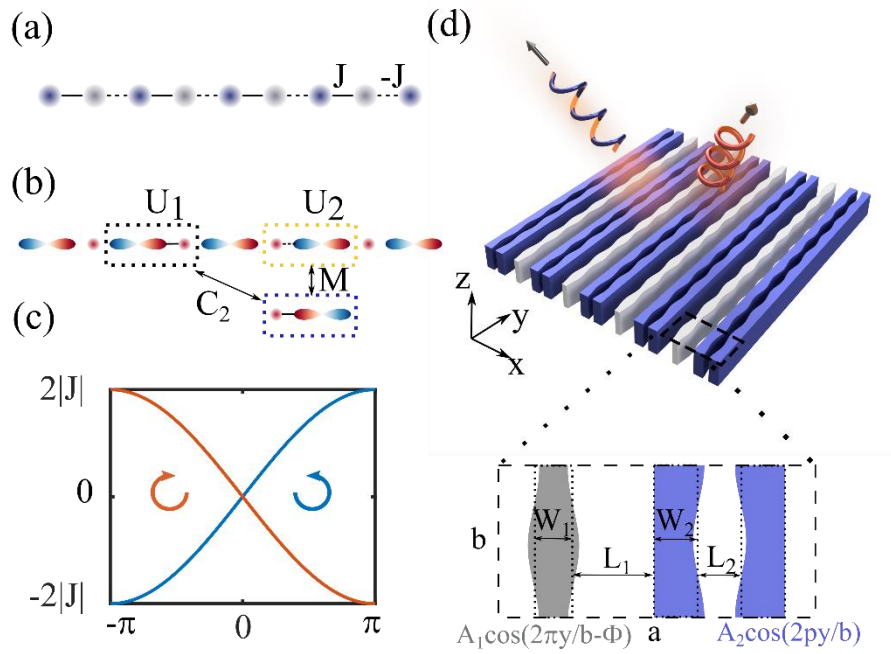 (a)
J
-J
(b)
U1
U2
C2
M
(c)
2|J|
0
-2|J|
-π
0
π
(d)
z
y
x
b
W1
L1
W2
L2
A1cos(2πy/b-Φ)
a
A2cos(2py/b)